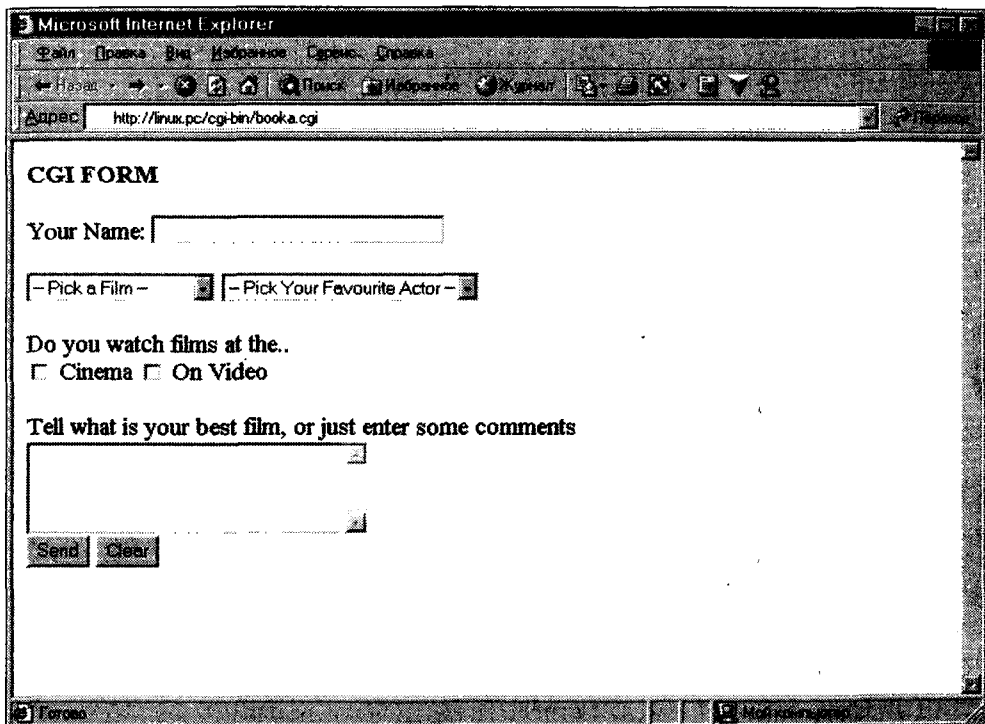 Microsoft Internet Explorer
Файл Правка Вид Избранное Сервис Справка
Назад Поиск Избранное Журнал
Адрес http://linux.pc/cgi-bin/booka.cgi Переход
CGI FORM
Your Name:
-- Pick a Film -- -- Pick Your Favourite Actor --
Do you watch films at the..
Cinema On Video
Tell what is your best film, or just enter some comments
Send Clear
Готово Мой компьютер